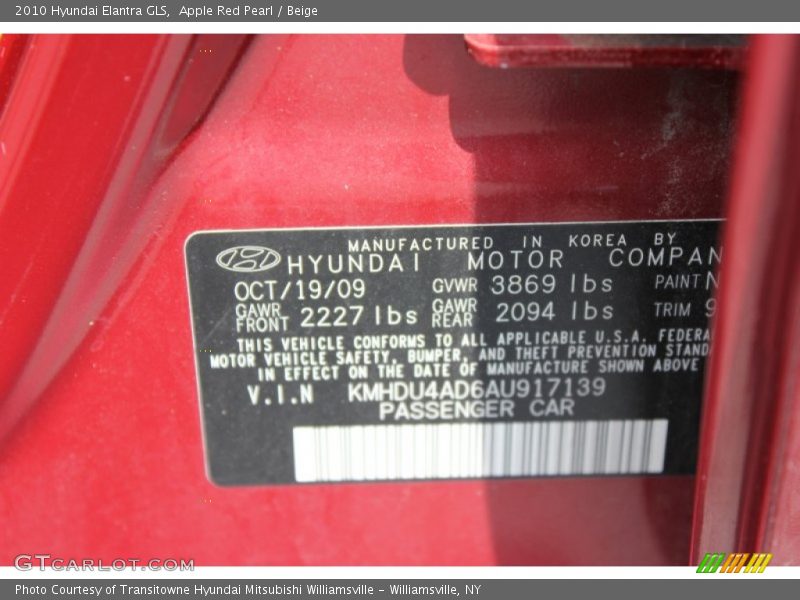 2010 Hyundai Elantra GLS, Apple Red Pearl / Beige
MANUFACTURED IN KOREA BY
HYUNDAI MOTOR COMPAN
OCT/19/09 GVWR 3869 lbs PAINT N
GAWR FRONT 2227 lbs GAWR REAR 2094 lbs TRIM 9
THIS VEHICLE CONFORMS TO ALL APPLICABLE U.S.A. FEDERA
MOTOR VEHICLE SAFETY, BUMPER, AND THEFT PREVENTION STAND
IN EFFECT ON THE DATE OF MANUFACTURE SHOWN ABOVE
V.I.N KMHDU4AD6AU917139
PASSENGER CAR
GTCARLOT.COM
Photo Courtesy of Transitowne Hyundai Mitsubishi Williamsville - Williamsville, NY